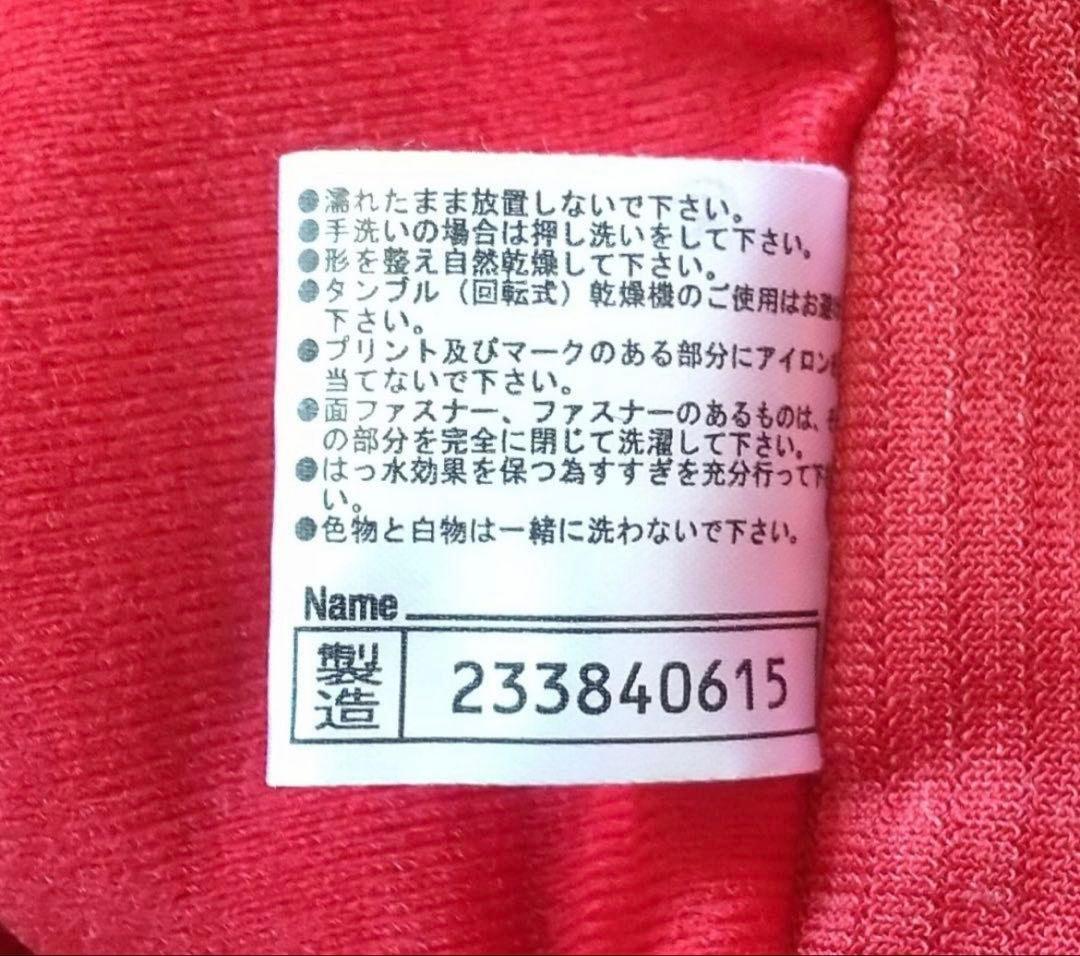 ●濡れたまま放置しないで下さい。
●手洗いの場合は押し洗いをして下さい。
●形を整え自然乾燥して下さい。
●タンブル（回転式）乾燥機のご使用はお避
下さい。
●プリント及びマークのある部分にアイロン
当てないで下さい。
●面ファスナー、ファスナーのあるものは、
の部分を完全に閉じて洗濯して下さい。
●はっ水効果を保つ為すすぎを充分行って下
い。
●色物と白物は一緒に洗わないで下さい。
Name
製造 233840615